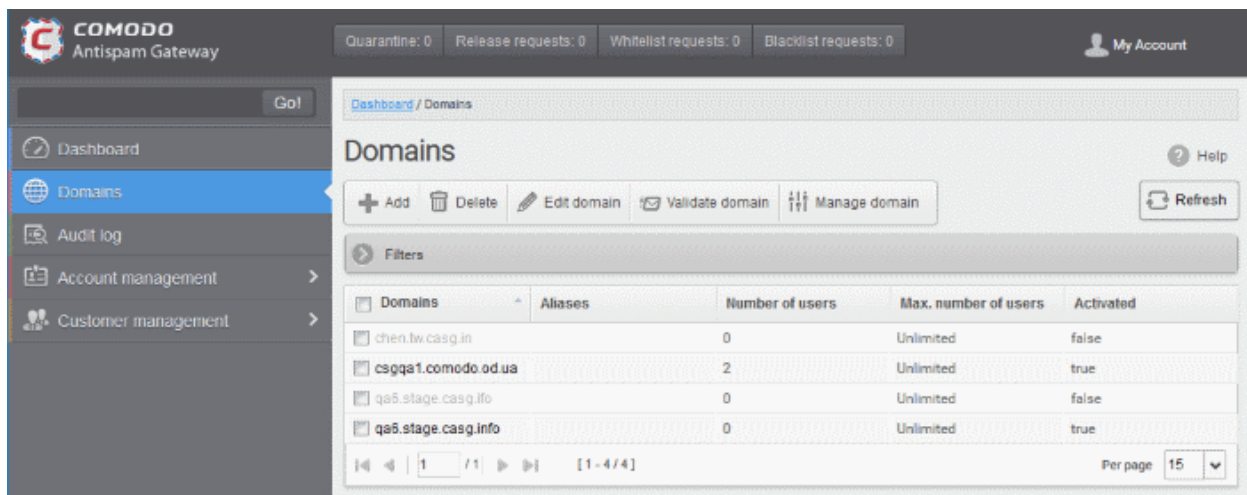 COMODO
Antispam Gateway
Quarantine: 0 Release requests: 0 Whitelist requests: 0 Blacklist requests: 0
My Account
Go!
Dashboard / Domains
Dashboard
Domains
Help
Domains
Add Delete Edit domain Validate domain Manage domain Refresh
Audit log
Filters
Account management
Domains Aliases Number of users Max. number of users Activated
Customer management
chen.tw.casg.in 0 Unlimited false
csgqa1.comodo.od.ua 2 Unlimited true
qa6.stage.casg.ifo 0 Unlimited false
qa6.stage.casg.info 0 Unlimited true
1 / 1 [1 - 4 / 4] Per page 15